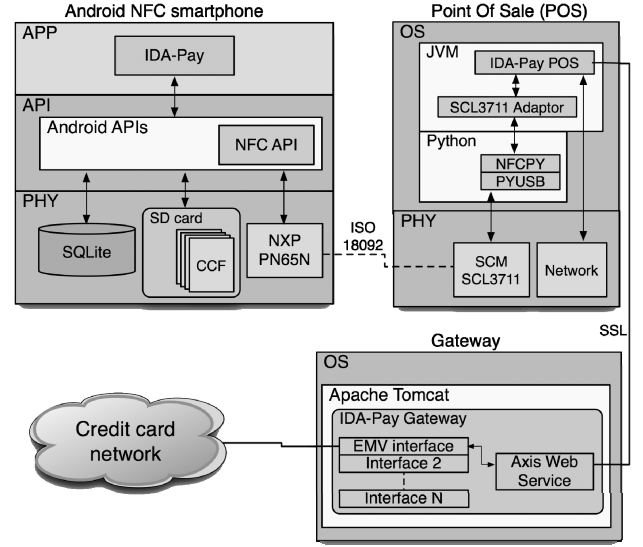 Android NFC smartphone
APP
IDA-Pay
API
Android APIs
NFC API
PHY
SQLite
SD card
CCF
NXP
PN65N
ISO
18092
Point Of Sale (POS)
OS
JVM
IDA-Pay POS
SCL3711 Adaptor
Python
NFCPY
PYUSB
PHY
SCM
SCL3711
Network
SSL
Gateway
OS
Apache Tomcat
IDA-Pay Gateway
EMV interface
Interface 2
Interface N
Axis Web
Service
Credit card
network